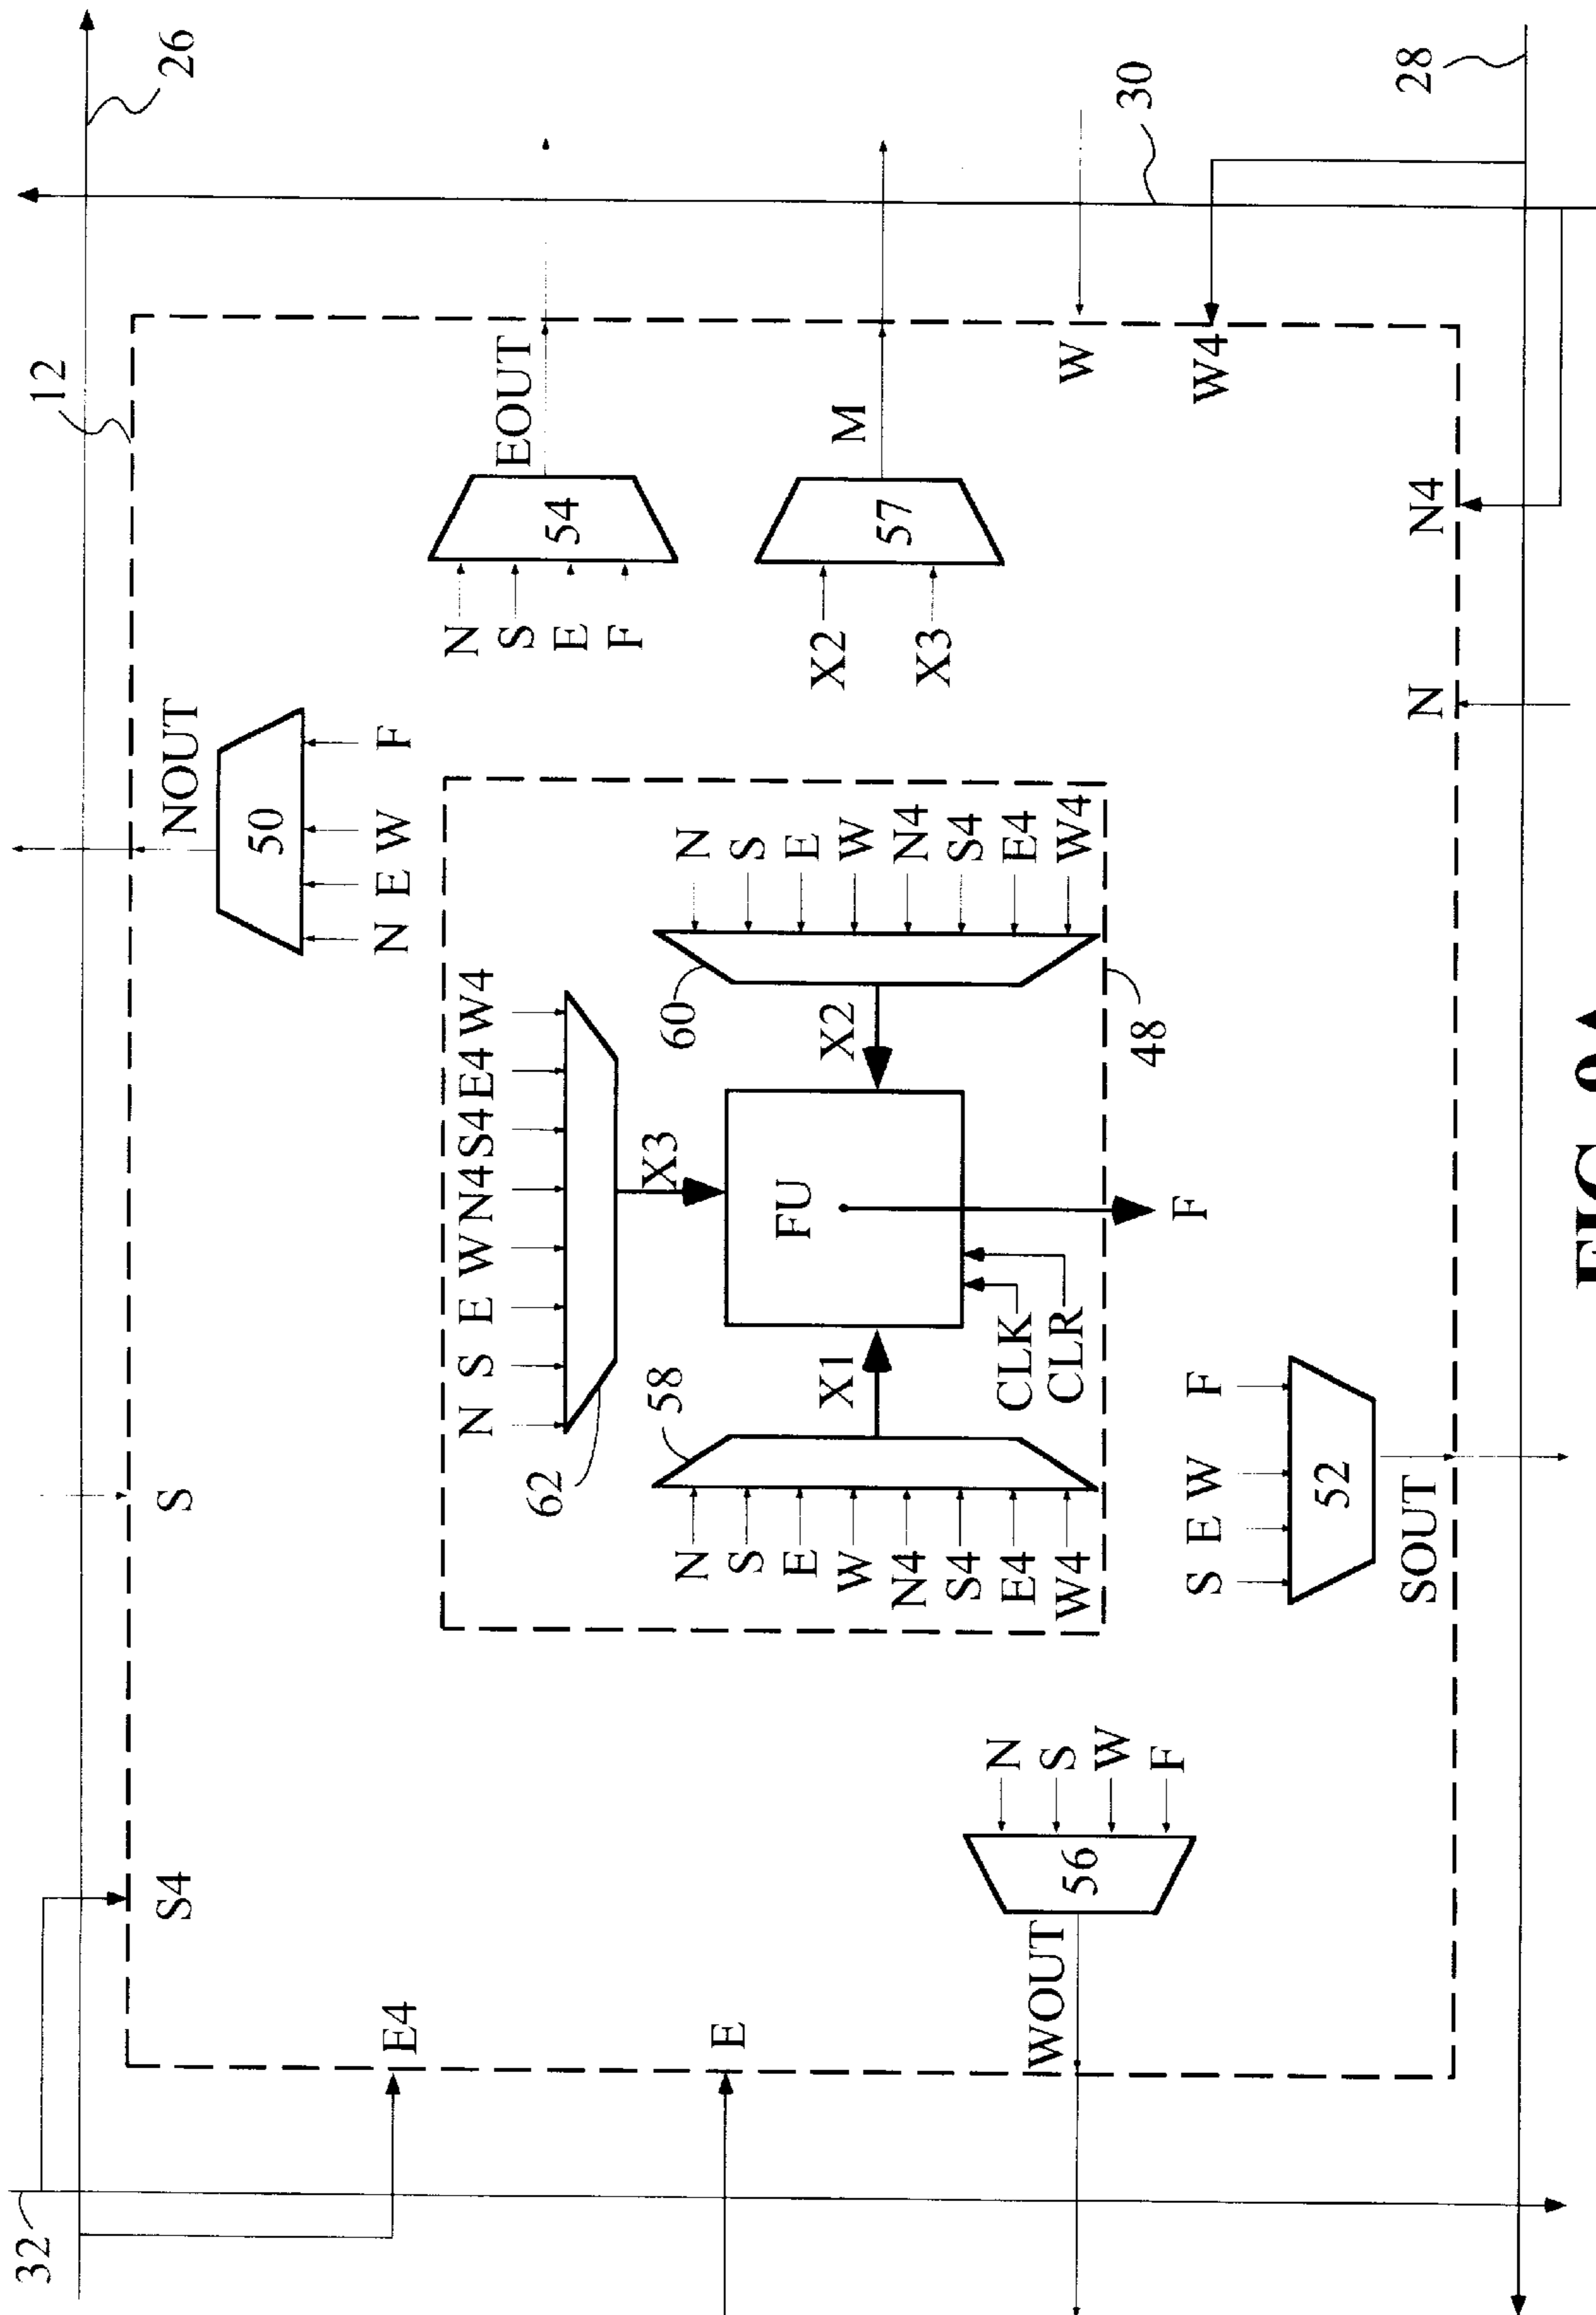 32
12
26
S4
S
NOUT
50
N E W F
E4
N S E W N4 S4 E4 W4
62
N
S
E
F
54
EOUT
58
X3
60
N
S
E
W
N4
S4
E4
W4
X1
FU
X2
N
S
E
W
N4
S4
E4
W4
X2
X3
57
M
E
CLK
CLR
WOUT
56
N
S
W
F
48
F
W
W4
30
S E W F
52
SOUT
N
N4
28